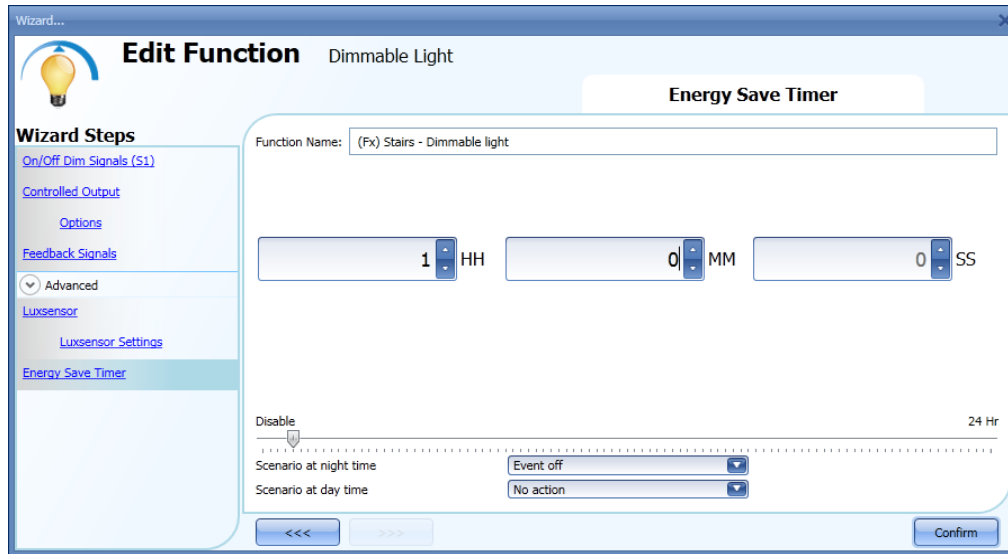 Wizard...
Edit Function Dimmable Light
Energy Save Timer
Wizard Steps
On/Off Dim Signals (S1)
Controlled Output
Options
Feedback Signals
Advanced
Luxsensor
Luxsensor Settings
Energy Save Timer
Function Name: (Fx) Stairs - Dimmable light
1 HH 0 MM 0 SS
Disable 24 Hr
Scenario at night time Event off
Scenario at day time No action
<<< >>> Confirm